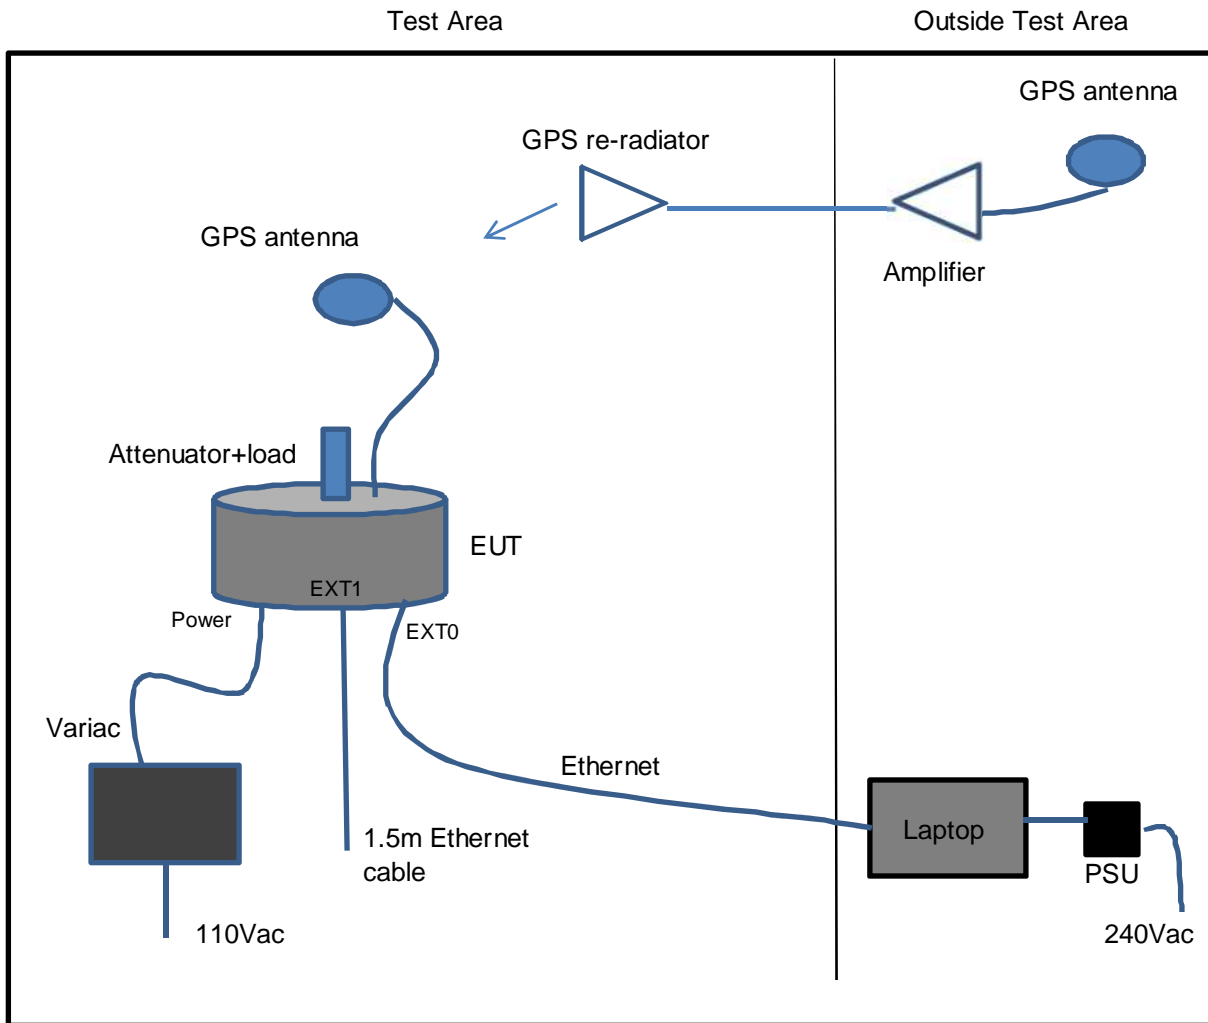 Test Area
Outside Test Area
GPS antenna
GPS re-radiator
GPS antenna
Amplifier
Attenuator+load
EUT
EXT1
Power
EXT0
Variac
Ethernet
Laptop
1.5m Ethernet
cable
PSU
110Vac
240Vac